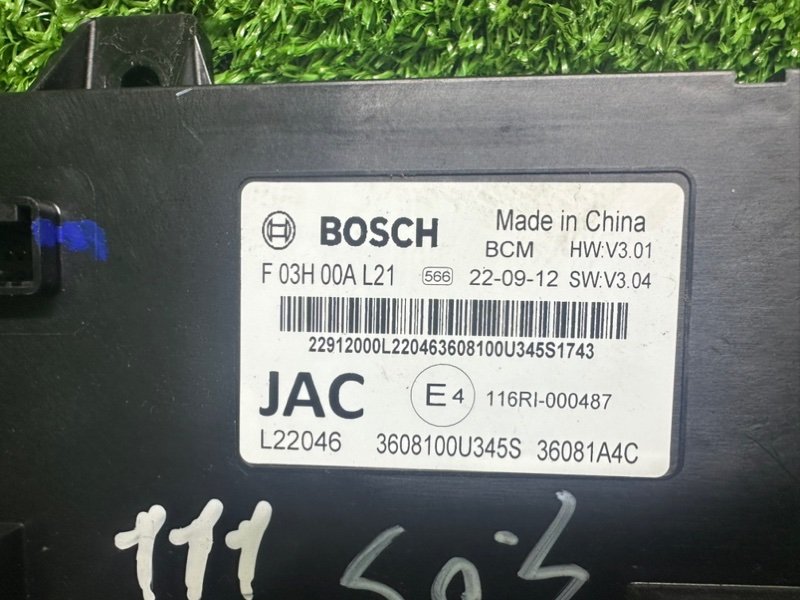 BOSCH Made in China
BCM HW:V3.01
F 03H 00A L21 566 22-09-12 SW:V3.04
22912000L220463608100U345S1743
JAC E4 116RI-000487
L22046 3608100U345S 36081A4C
111